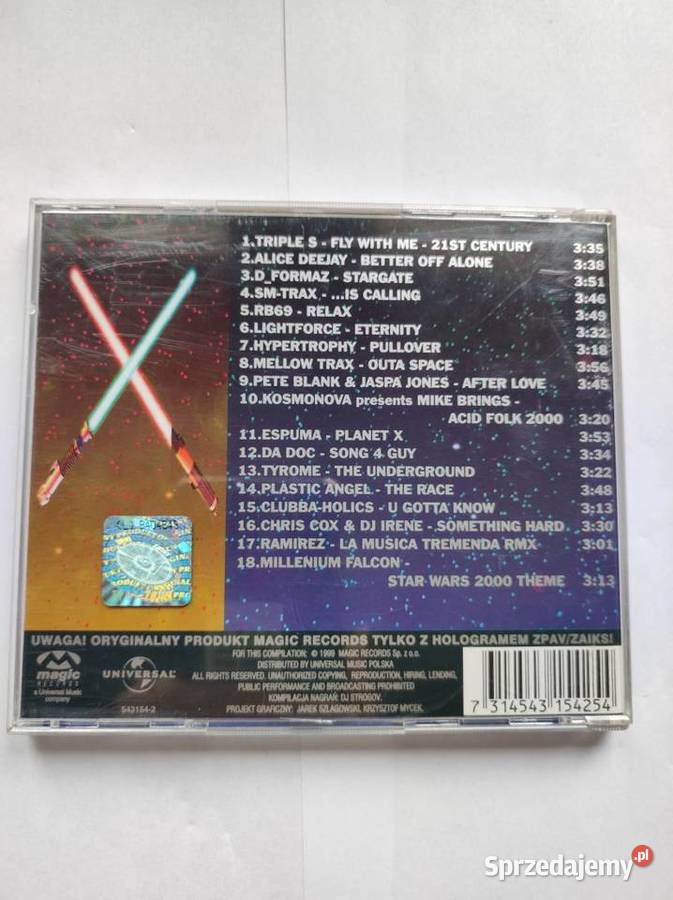 1.TRIPLE S - FLY WITH ME - 21ST CENTURY 3:35
2.ALICE DEEJAY - BETTER OFF ALONE 3:38
3.D_FORMAZ - STARGATE 3:51
4.SM-TRAX - ...IS CALLING 3:46
5.RB69 - RELAX 3:49
6.LIGHTFORCE - ETERNITY 3:32
7.HYPERTROPHY - PULLOVER 3:18
8.MELLOW TRAX - OUTA SPACE 3:56
9.PETE BLANK & JASPA JONES - AFTER LOVE 3:45
10.KOSMONOVA presents MIKE BRINGS -
ACID FOLK 2000 3:20
11.ESPUMA - PLANET X 3:53
12.DA DOC - SONG 4 GUY 3:34
13.TYROME - THE UNDERGROUND 3:22
14.PLASTIC ANGEL - THE RACE 3:48
15.CLUBBA-HOLICS - U GOTTA KNOW 3:13
16.CHRIS COX & DJ IRENE - SOMETHING HARD 3:30
17.RAMIREZ - LA MUSICA TREMENDA RMX 3:01
18.MILLENIUM FALCON -
STAR WARS 2000 THEME 3:13
UWAGA! ORYGINALNY PRODUKT MAGIC RECORDS TYLKO Z HOLOGRAMEM ZPAV/ZAIKS!
FOR THIS COMPILATION: © 1999 MAGIC RECORDS Sp. z o.o.
DISTRIBUTED BY UNIVERSAL MUSIC POLSKA
ALL RIGHTS RESERVED. UNAUTHORIZED COPYING, REPRODUCTION, HIRING, LENDING,
PUBLIC PERFORMANCE AND BROADCASTING PROHIBITED
KOMPILACJA NAGRAŃ: DJ STROGOV.
PROJEKT GRAFICZNY: JAREK SZLAGOWSKI, KRZYSZTOF MYCEK.
magic
RECORDS
a Universal Music
company
UNIVERSAL
543154-2
7 314543 154254
Sprzedajemy.pl